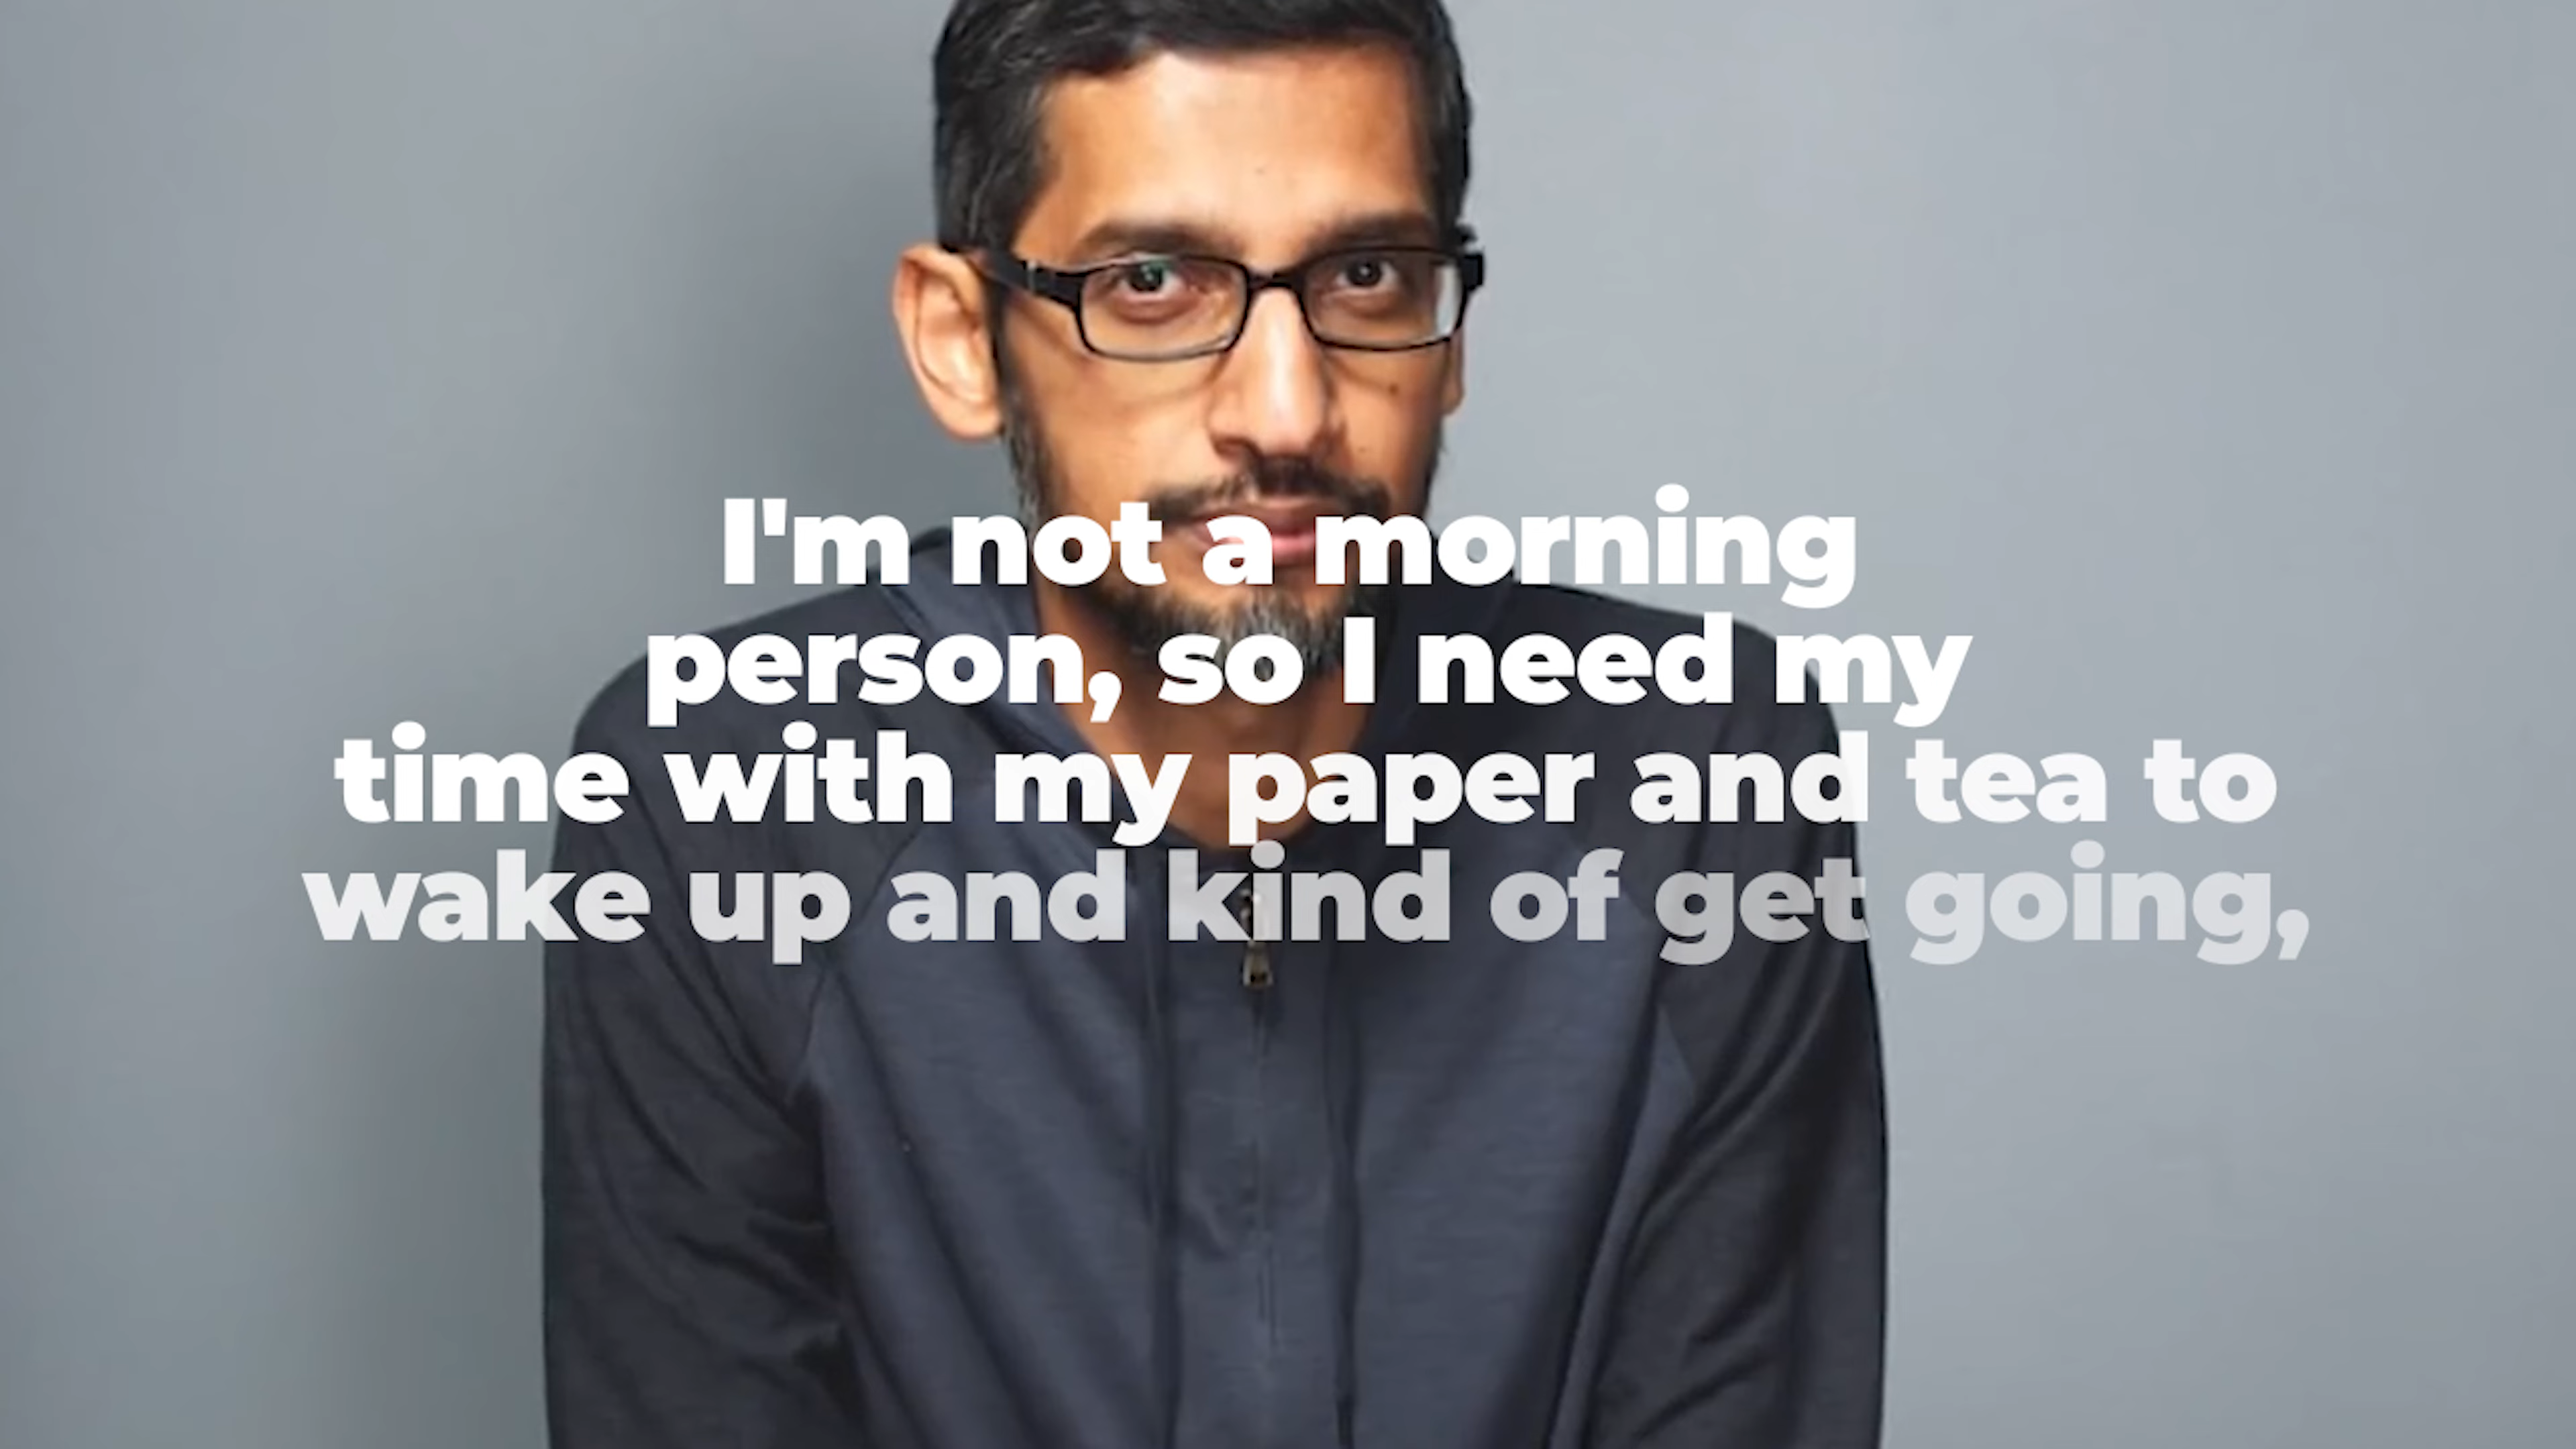 I'm not a morning
person, so I need my
time with my paper and tea to
wake up and kind of get going,